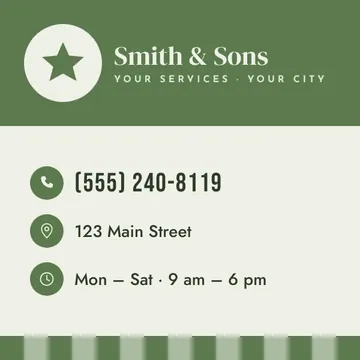 Smith & Sons
YOUR SERVICES · YOUR CITY
(555) 240-8119
123 Main Street
Mon – Sat · 9 am – 6 pm